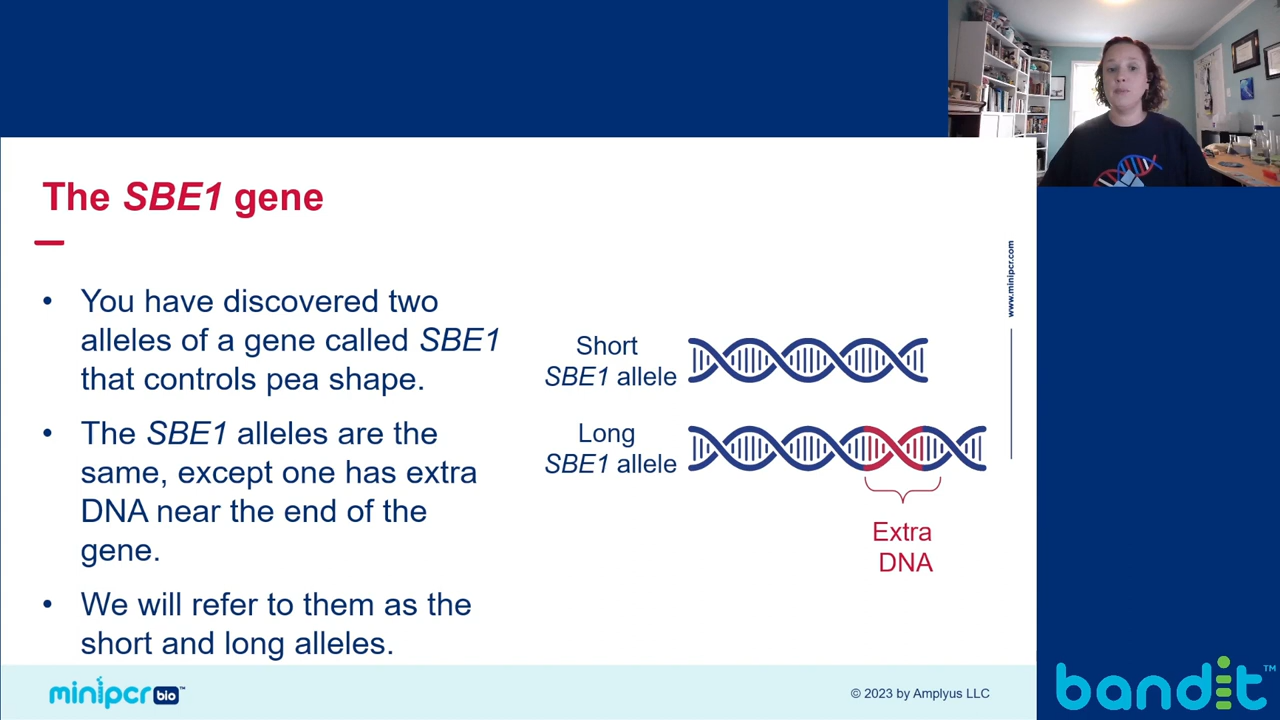 The SBE1 gene
• You have discovered two
alleles of a gene called SBE1
that controls pea shape.
• The SBE1 alleles are the
same, except one has extra
DNA near the end of the
gene.
• We will refer to them as the
short and long alleles.
Short
SBE1 allele
Long
SBE1 allele
Extra
DNA
www.minipcr.com
minipcr bio™
© 2023 by Amplyus LLC
bandit™